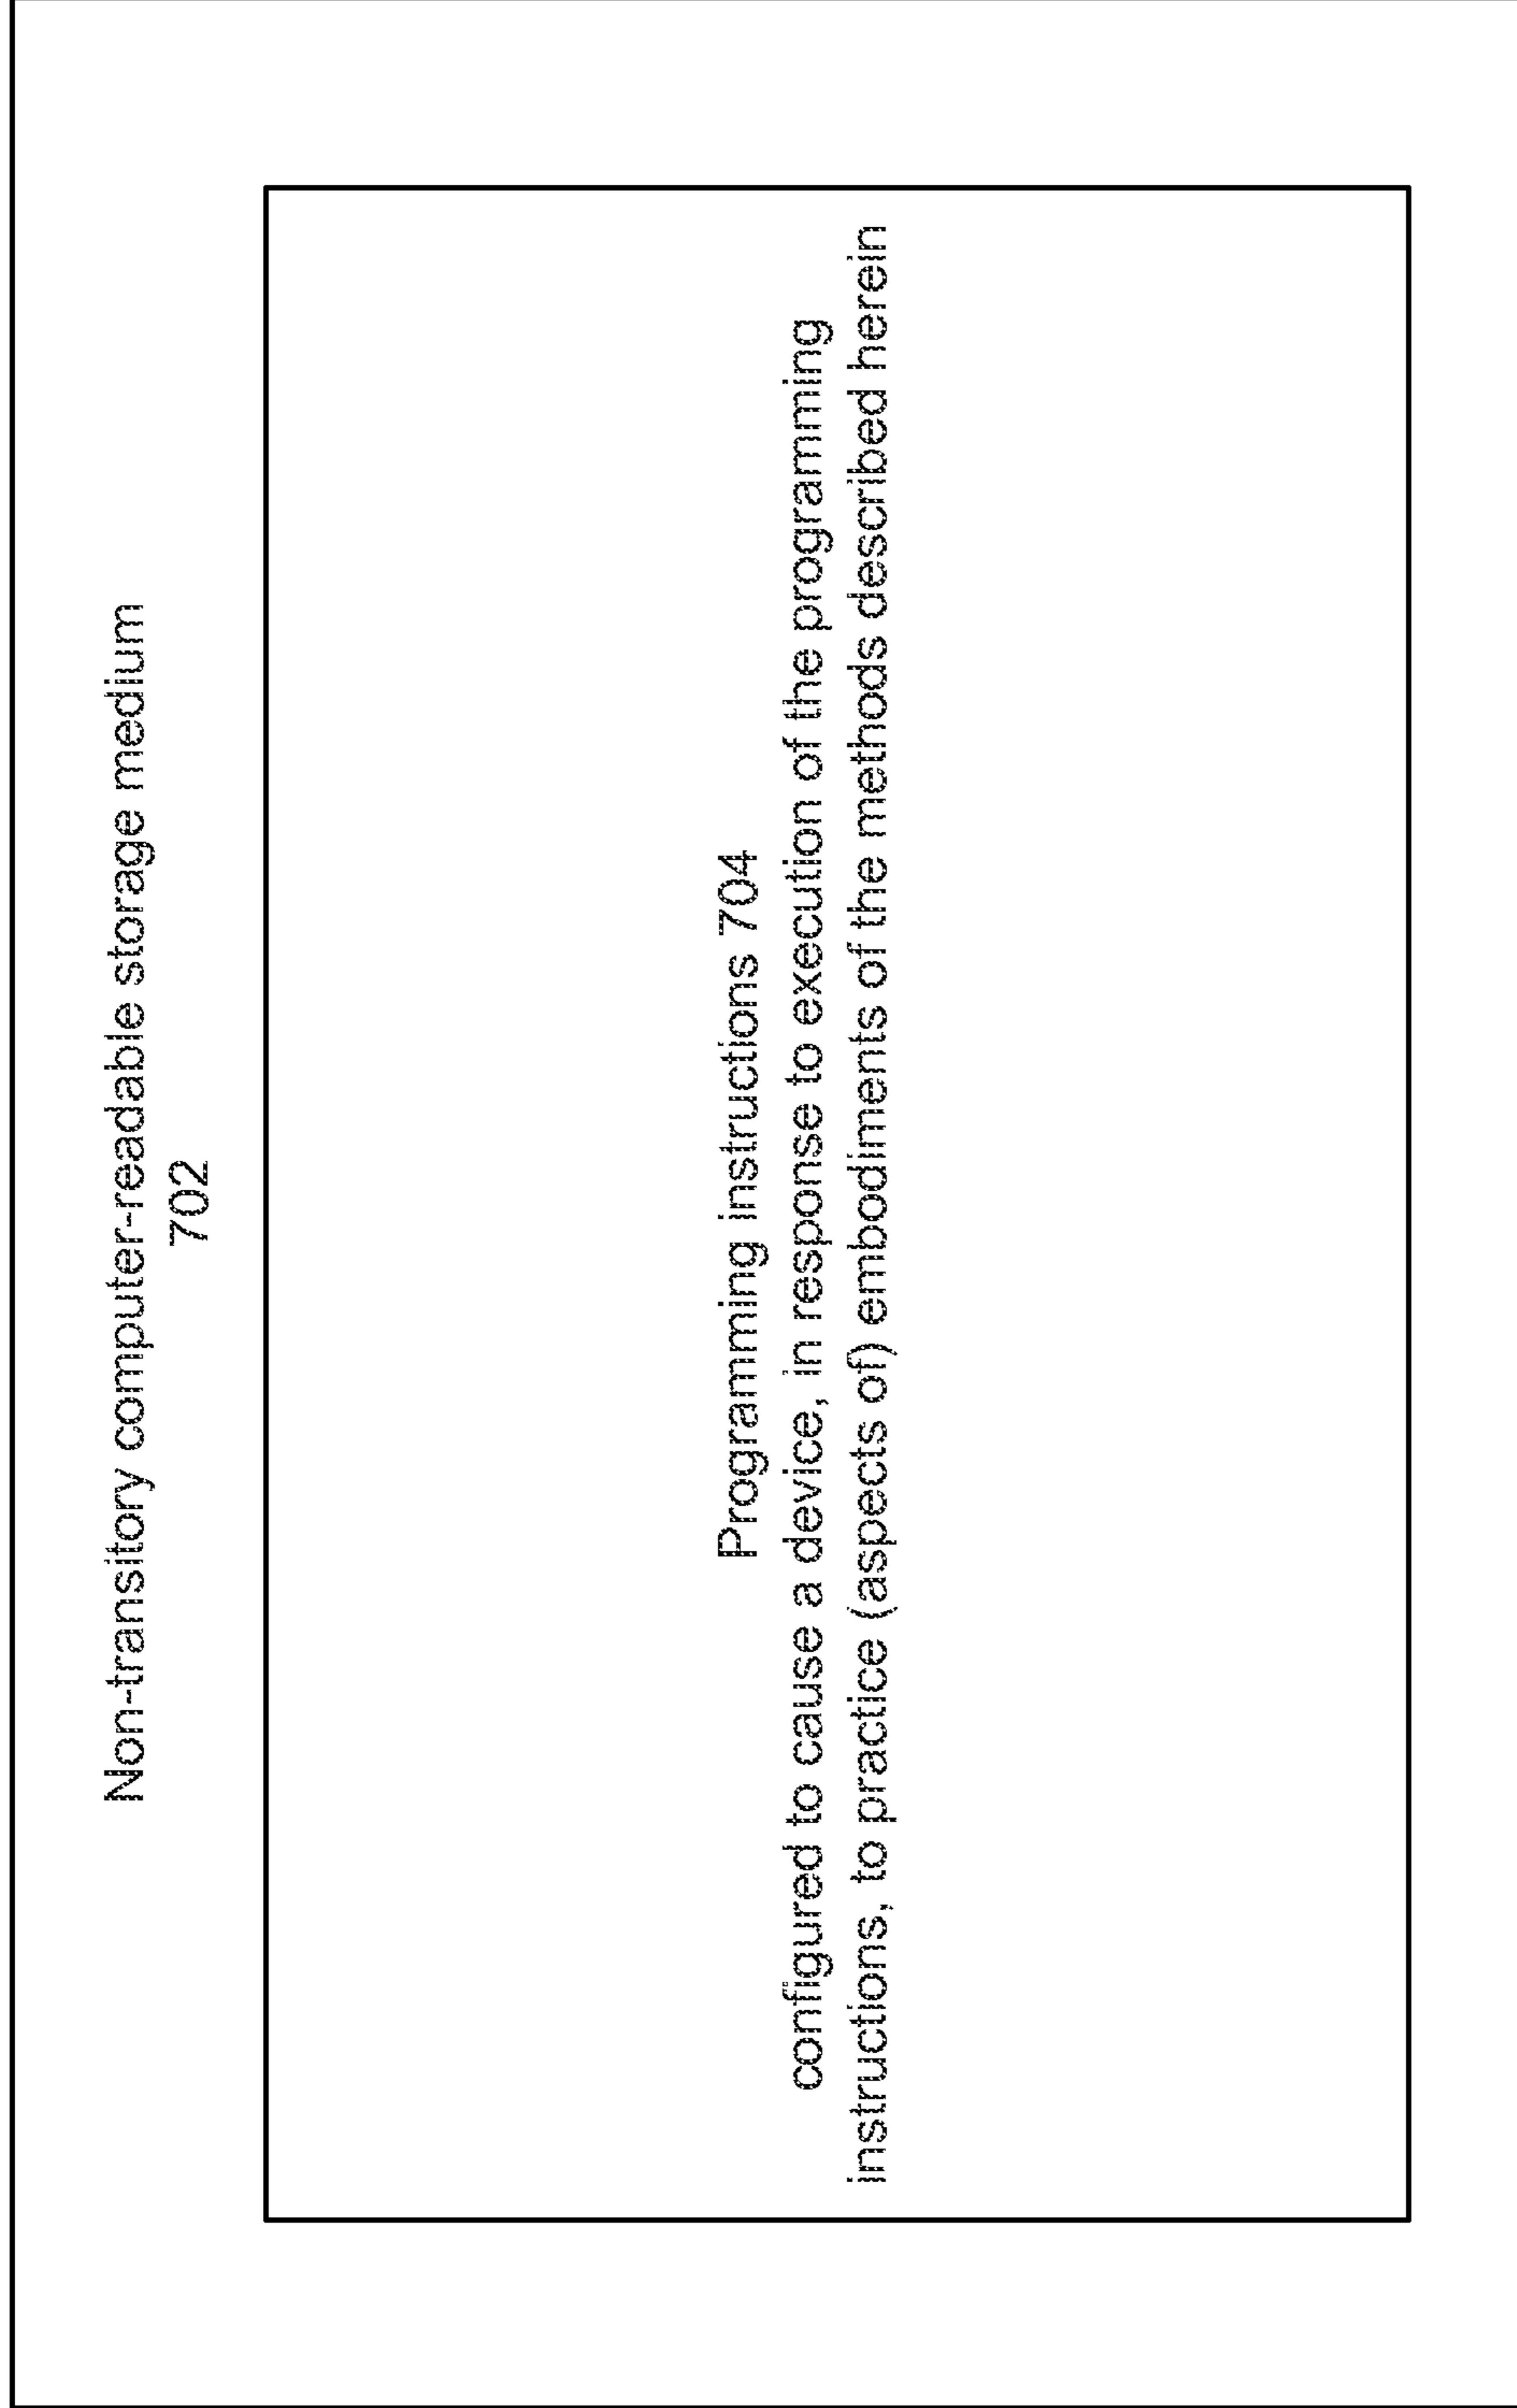 Non-transitory computer-readable storage medium
702
Programming instructions 704
configured to cause a device, in response to execution of the programming
instructions, to practice (aspects of) embodiments of the methods described herein